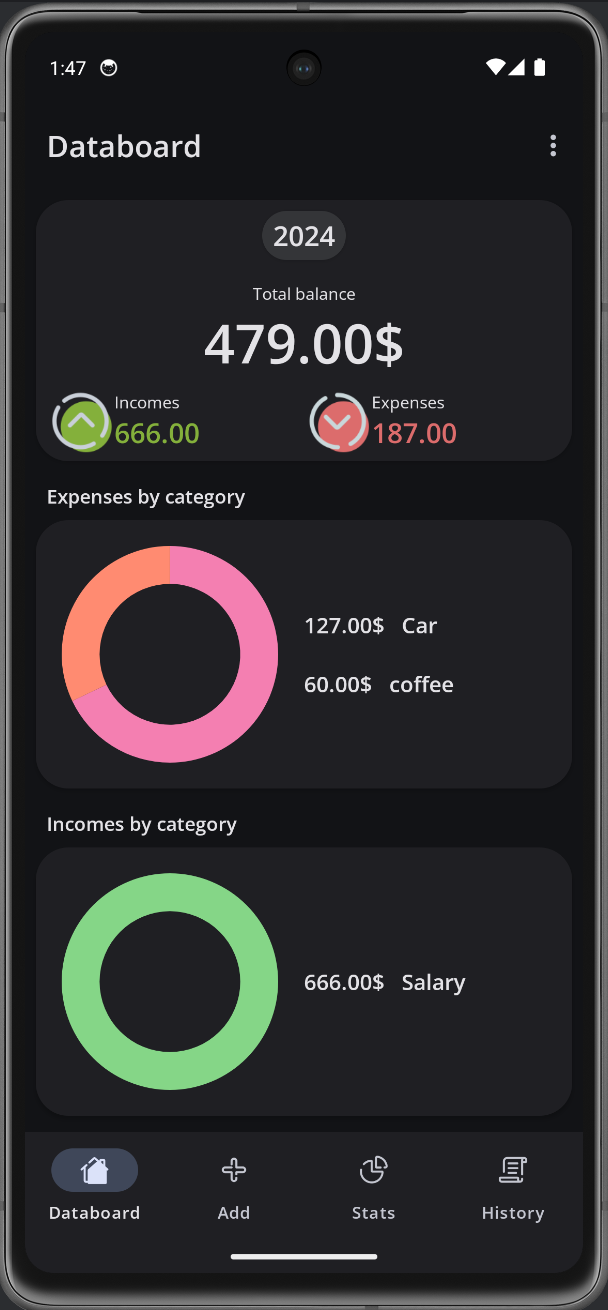 1:47
Databoard
2024
Total balance
479.00$
Incomes
666.00
Expenses
187.00
Expenses by category
127.00$ Car
60.00$ coffee
Incomes by category
666.00$ Salary
Databoard Add Stats History